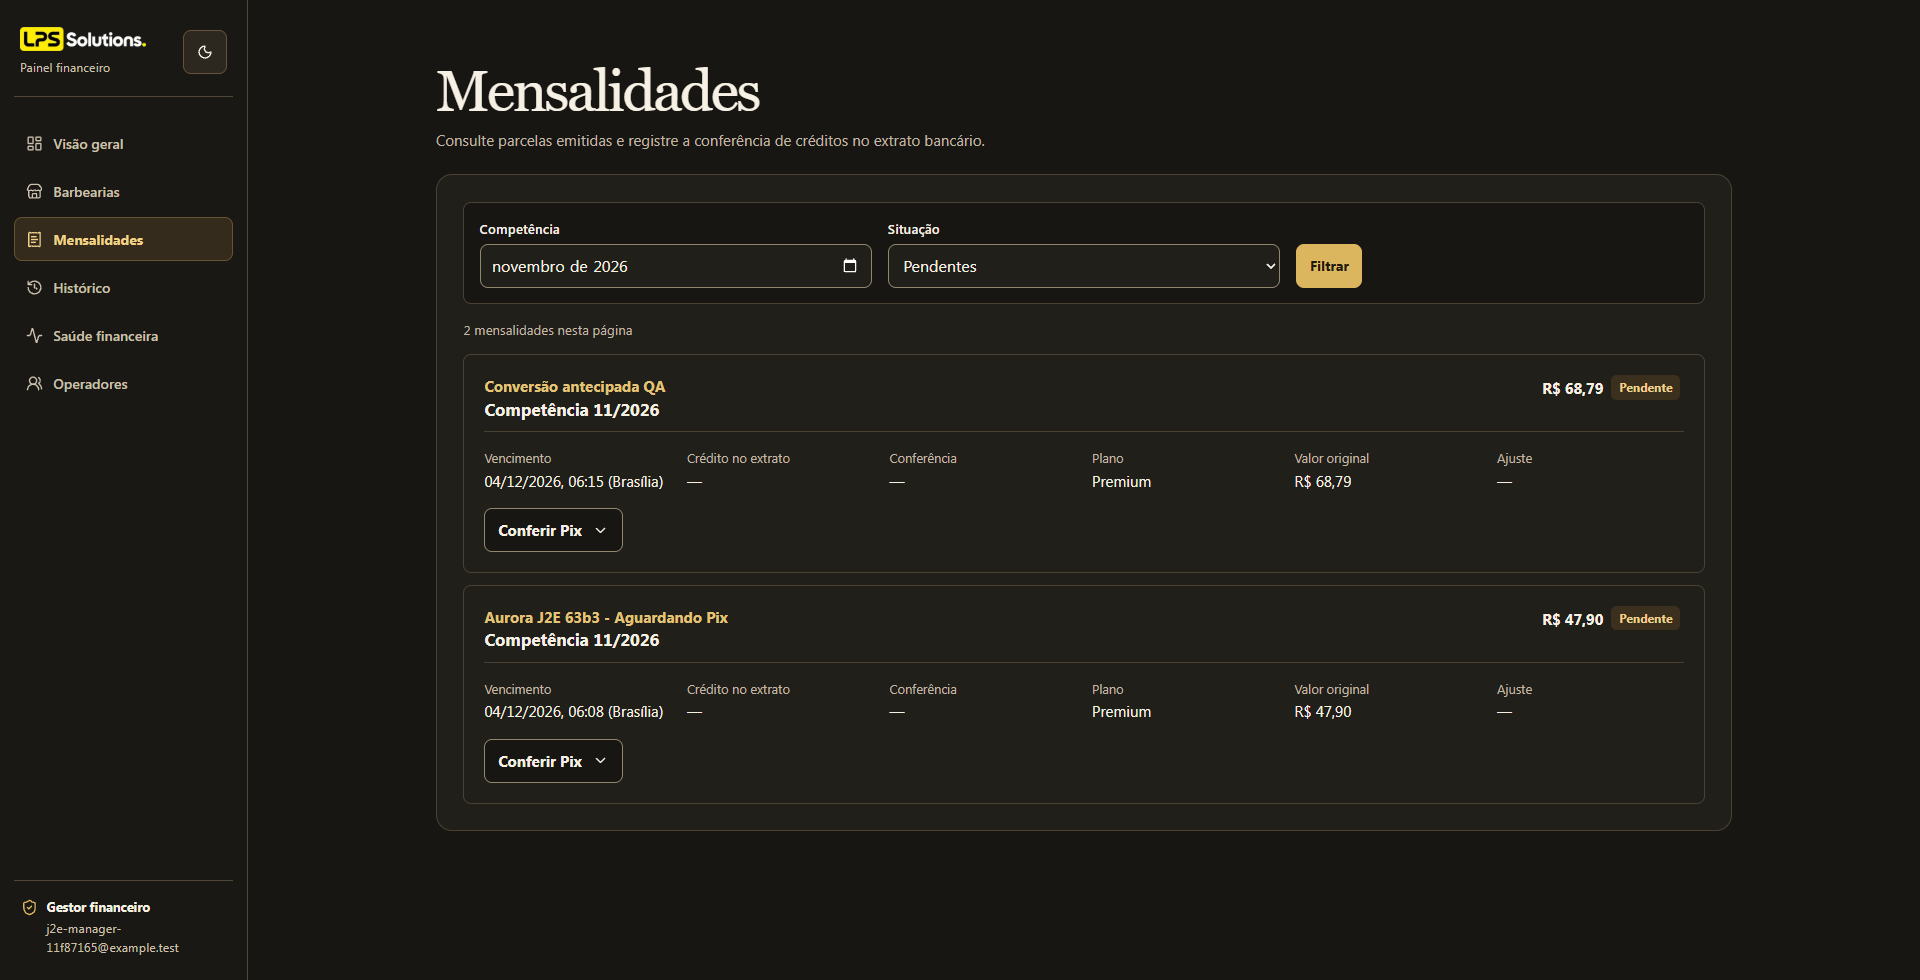 LPS Solutions.
Painel financeiro
Visão geral
Barbearias
Mensalidades
Histórico
Saúde financeira
Operadores
Gestor financeiro
j2e-manager-
11f87165@example.test
Mensalidades
Consulte parcelas emitidas e registre a conferência de créditos no extrato bancário.
Competência
Situação
novembro de 2026
Pendentes
Filtrar
2 mensalidades nesta página
Conversão antecipada QA
Competência 11/2026
R$ 68,79 Pendente
Vencimento
04/12/2026, 06:15 (Brasília)
Crédito no extrato
—
Conferência
—
Plano
Premium
Valor original
R$ 68,79
Ajuste
—
Conferir Pix
Aurora J2E 63b3 - Aguardando Pix
Competência 11/2026
R$ 47,90 Pendente
Vencimento
04/12/2026, 06:08 (Brasília)
Crédito no extrato
—
Conferência
—
Plano
Premium
Valor original
R$ 47,90
Ajuste
—
Conferir Pix